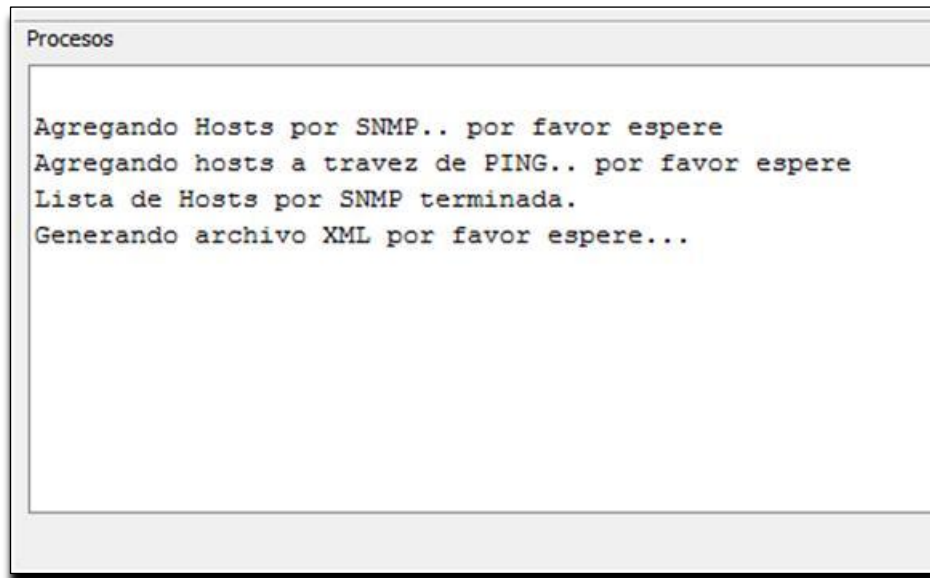 Procesos
Agregando Hosts por SNMP.. por favor espere
Agregando hosts a travez de PING.. por favor espere
Lista de Hosts por SNMP terminada.
Generando archivo XML por favor espere...